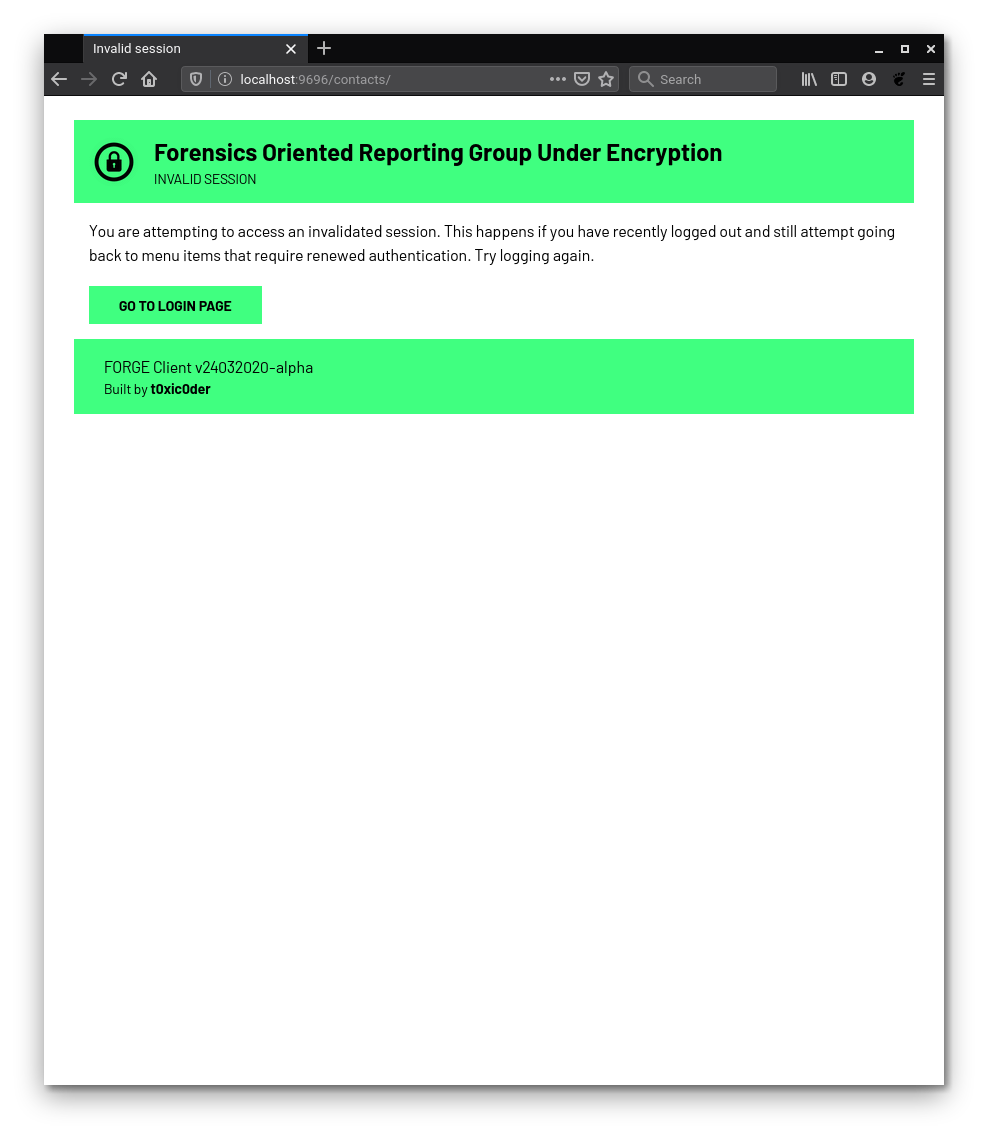 Invalid session
localhost:9696/contacts/
Search
Forensics Oriented Reporting Group Under Encryption
INVALID SESSION
You are attempting to access an invalidated session. This happens if you have recently logged out and still attempt going
back to menu items that require renewed authentication. Try logging again.
GO TO LOGIN PAGE
FORGE Client v24032020-alpha
Built by t0xic0der